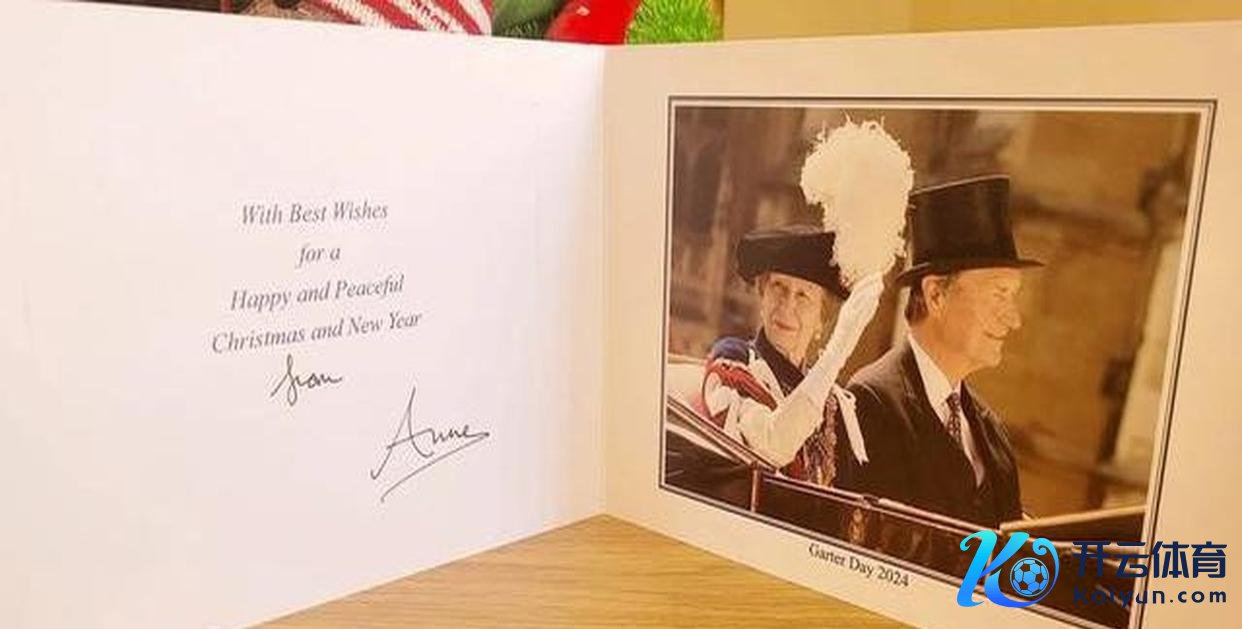 With Best Wishes
for a
Happy and Peaceful
Christmas and New Year
from
Anne
Garter Day 2024
开云体育
Kaiyun.com